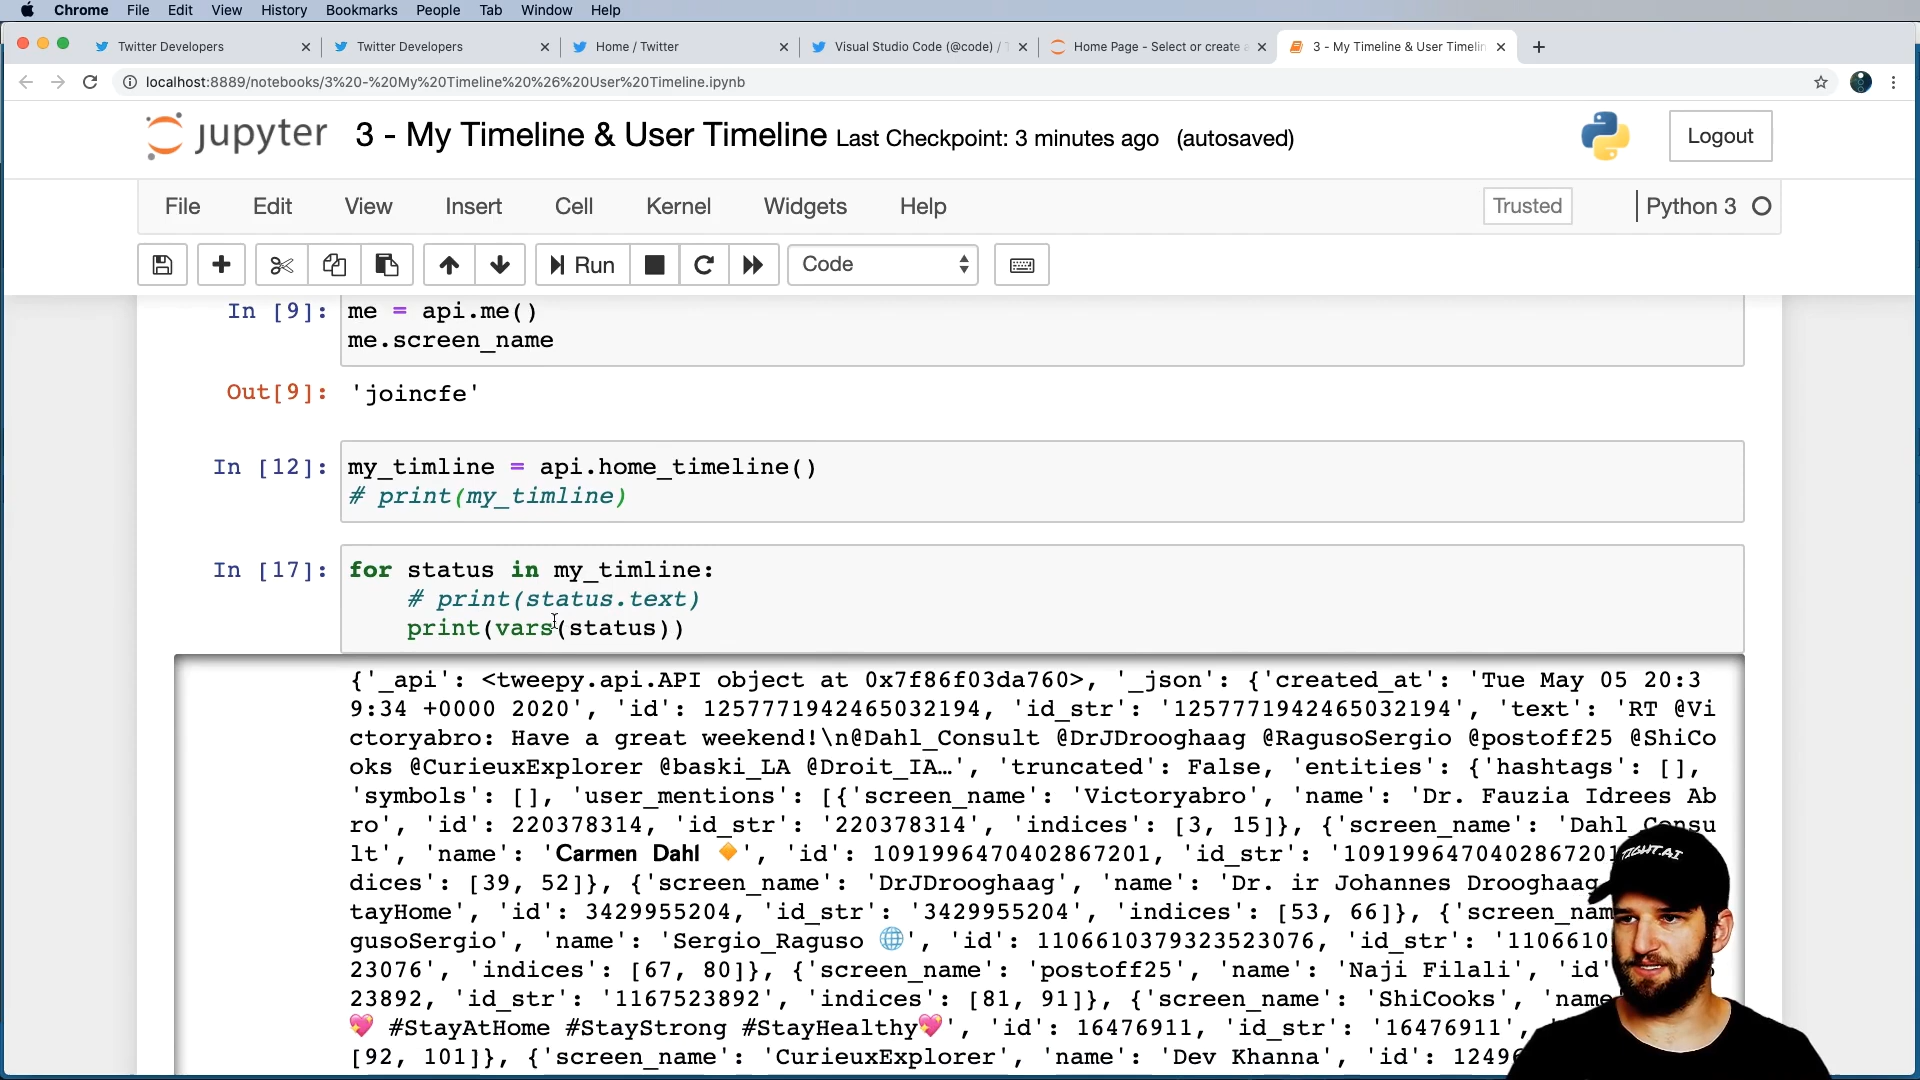 Chrome File Edit View History Bookmarks People Tab Window Help
Twitter Developers Twitter Developers Home / Twitter Visual Studio Code (@code) / Home Page - Select or create 3 - My Timeline & User Timelin
localhost:8889/notebooks/3%20-%20My%20Timeline%20%26%20User%20Timeline.ipynb
jupyter 3 - My Timeline & User Timeline Last Checkpoint: 3 minutes ago (autosaved) Logout
File Edit View Insert Cell Kernel Widgets Help Trusted Python 3
Run Code
In [9]: me = api.me()
me.screen_name
Out[9]: 'joincfe'
In [12]: my_timline = api.home_timeline()
# print(my_timline)
In [17]: for status in my_timline:
# print(status.text)
print(vars(status))
{'_api': <tweepy.api.API object at 0x7f86f03da760>, '_json': {'created_at': 'Tue May 05 20:3
9:34 +0000 2020', 'id': 1257771942465032194, 'id_str': '1257771942465032194', 'text': 'RT @Vi
ctoryabro: Have a great weekend!\n@Dahl_Consult @DrJDrooghaag @RagusoSergio @postoff25 @ShiCo
oks @CurieuxExplorer @baski_LA @Droit_IA…', 'truncated': False, 'entities': {'hashtags': [],
'symbols': [], 'user_mentions': [{'screen_name': 'Victoryabro', 'name': 'Dr. Fauzia Idrees Ab
ro', 'id': 220378314, 'id_str': '220378314', 'indices': [3, 15]}, {'screen_name': 'Dahl_Consu
lt', 'name': 'Carmen Dahl 🔶', 'id': 1091996470402867201, 'id_str': '1091996470402867201
dices': [39, 52]}, {'screen_name': 'DrJDrooghaag', 'name': 'Dr. ir Johannes Drooghaag
tayHome', 'id': 3429955204, 'id_str': '3429955204', 'indices': [53, 66]}, {'screen_nam
gusoSergio', 'name': 'Sergio_Raguso 🌐', 'id': 1106610379323523076, 'id_str': '1106610
23076', 'indices': [67, 80]}, {'screen_name': 'postoff25', 'name': 'Naji Filali', 'id'
23892, 'id_str': '1167523892', 'indices': [81, 91]}, {'screen_name': 'ShiCooks', 'name
💖 #StayAtHome #StayStrong #StayHealthy💖', 'id': 16476911, 'id_str': '16476911',
[92, 101]}, {'screen_name': 'CurieuxExplorer', 'name': 'Dev Khanna', 'id': 12496
TIGHT.AI